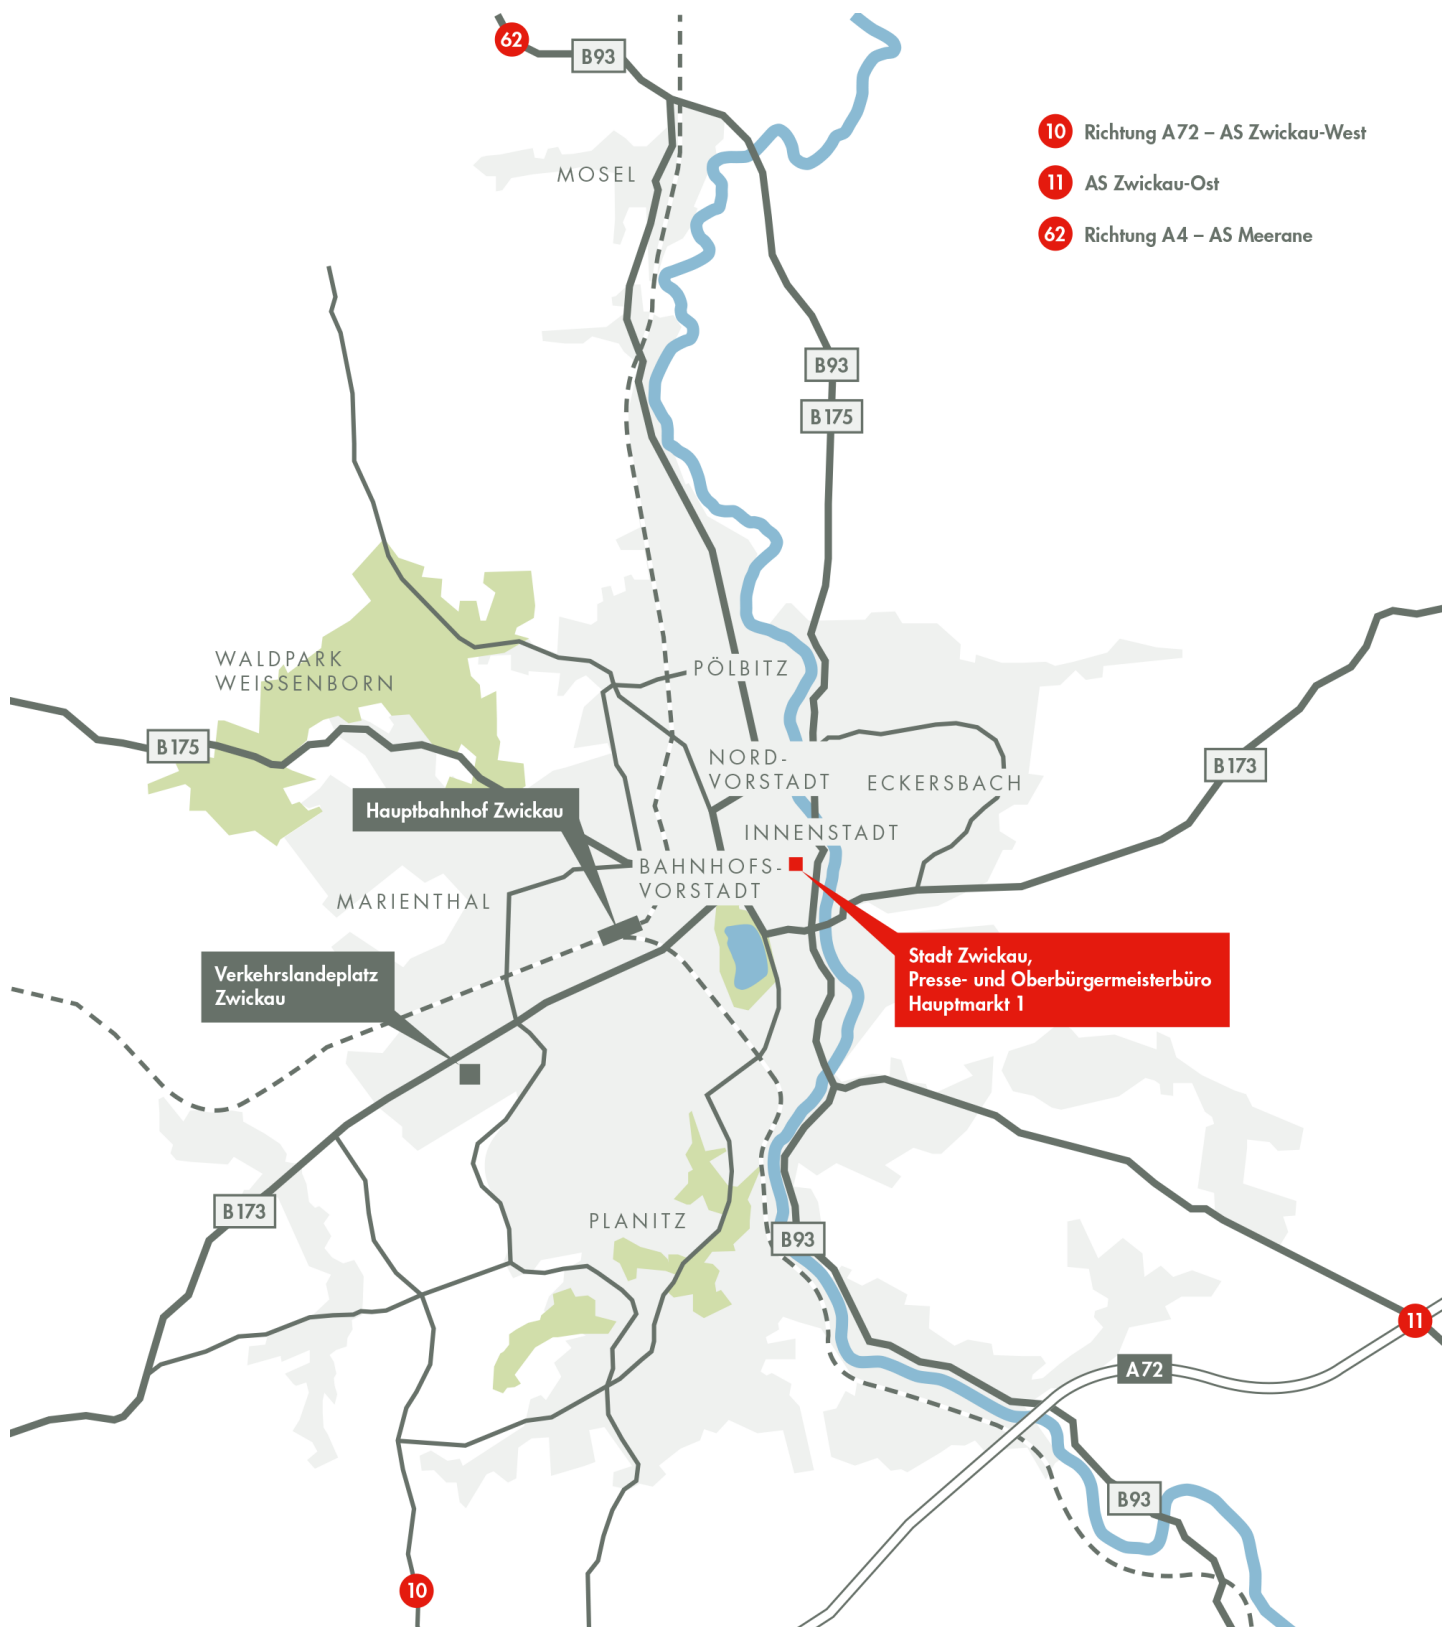 62
B93
10 Richtung A72 – AS Zwickau-West
11 AS Zwickau-Ost
62 Richtung A4 – AS Meerane
MOSEL
B93
B175
WALDPARK
WEISSENBORN
PÖLBITZ
B175
NORD-
VORSTADT
ECKERSBACH
B173
Hauptbahnhof Zwickau
INNENSTADT
BAHNHOFS-
VORSTADT
MARIENTHAL
Stadt Zwickau,
Presse- und Oberbürgermeisterbüro
Hauptmarkt 1
Verkehrslandeplatz
Zwickau
B173
PLANITZ
B93
11
A72
B93
10